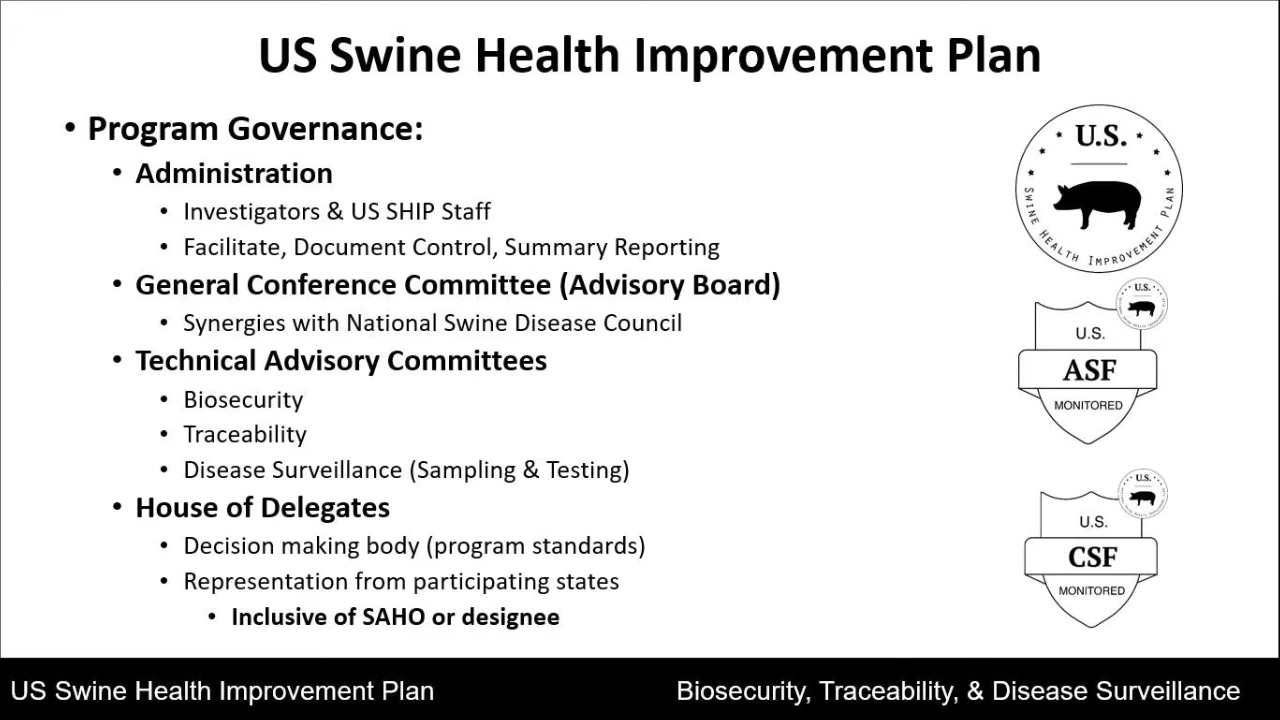 US Swine Health Improvement Plan
• Program Governance:
• Administration
• Investigators & US SHIP Staff
• Facilitate, Document Control, Summary Reporting
• General Conference Committee (Advisory Board)
• Synergies with National Swine Disease Council
• Technical Advisory Committees
• Biosecurity
• Traceability
• Disease Surveillance (Sampling & Testing)
• House of Delegates
• Decision making body (program standards)
• Representation from participating states
• Inclusive of SAHO or designee
U.S.
SWINE HEALTH IMPROVEMENT PLAN
U.S.
U.S.
ASF
MONITORED
U.S.
U.S.
CSF
MONITORED
US Swine Health Improvement Plan
Biosecurity, Traceability, & Disease Surveillance